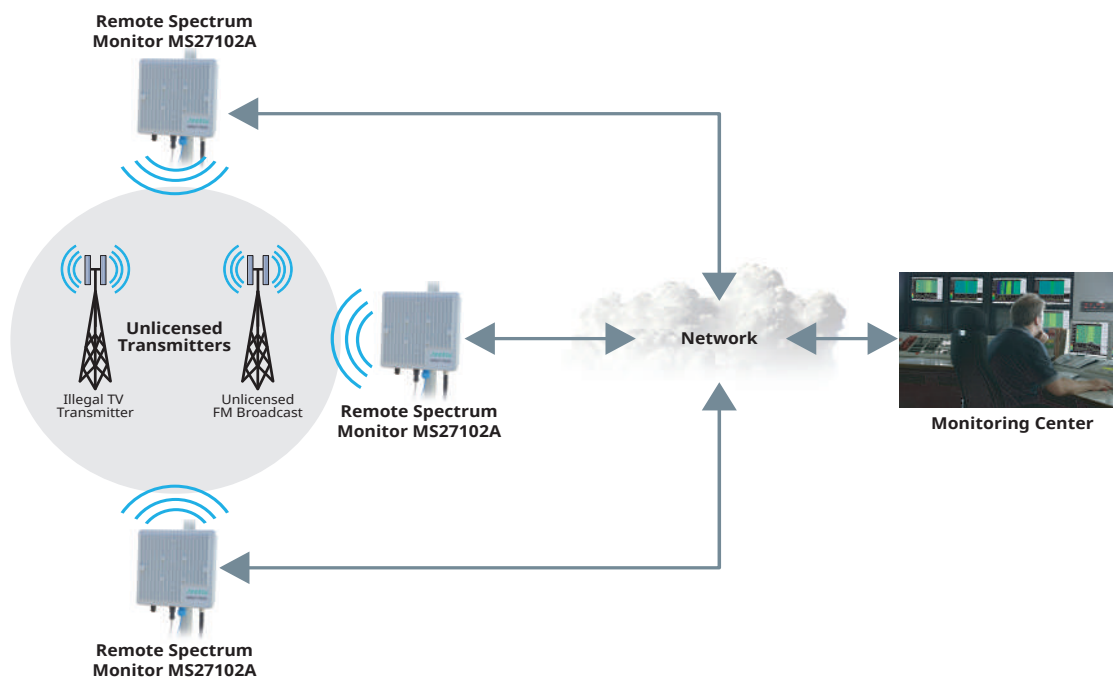 Remote Spectrum
Monitor MS27102A
Unlicensed
Transmitters
Illegal TV
Transmitter
Unlicensed
FM Broadcast
Remote Spectrum
Monitor MS27102A
Network
Monitoring Center
Remote Spectrum
Monitor MS27102A